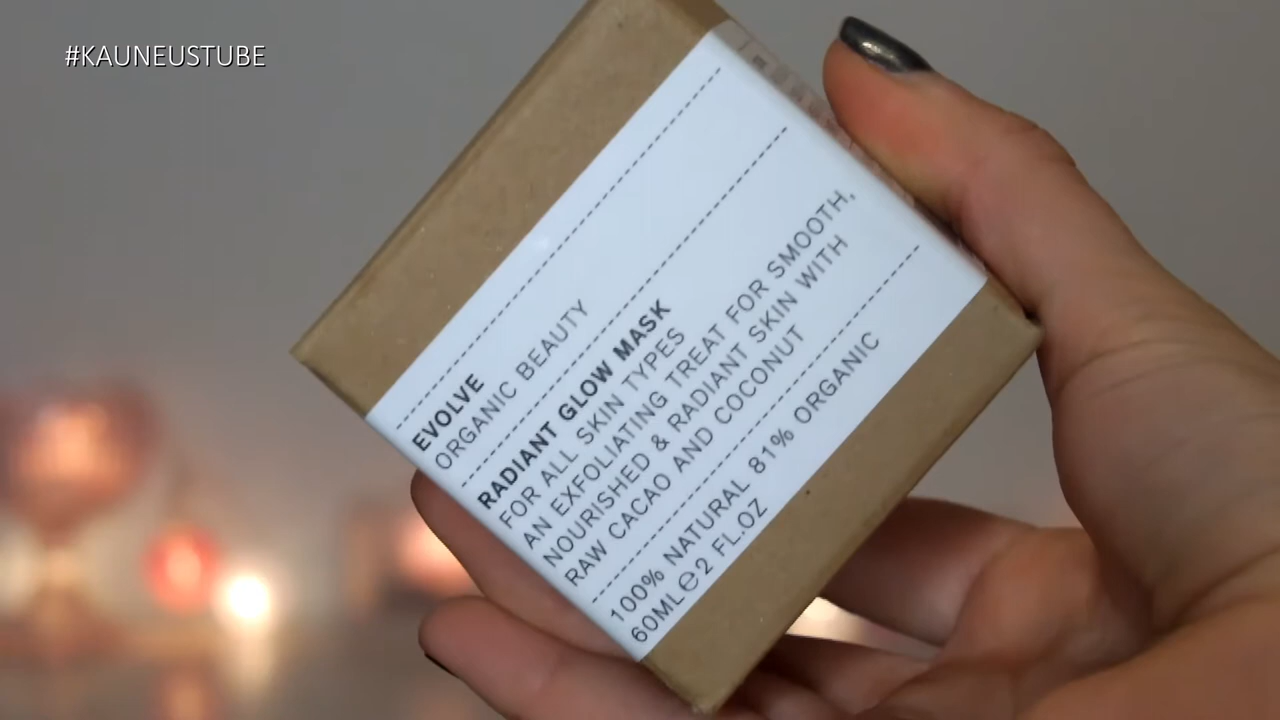 #KAUNEUSTUBE
EVOLVE
ORGANIC BEAUTY
RADIANT GLOW MASK
FOR ALL SKIN TYPES
AN EXFOLIATING TREAT FOR SMOOTH,
NOURISHED & RADIANT SKIN WITH
RAW CACAO AND COCONUT
100% NATURAL 81% ORGANIC
60ML℮2 FL.OZ